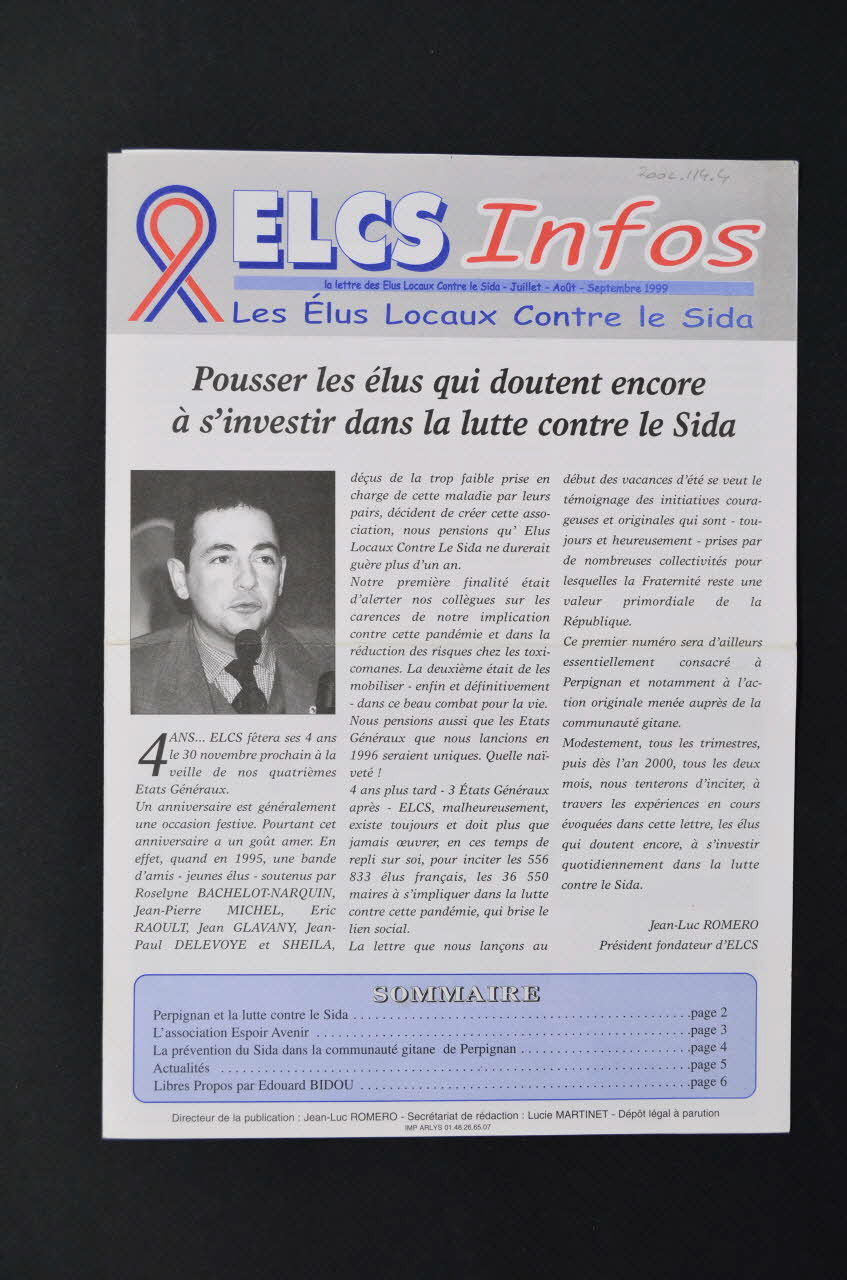 2002.114.4
ELCS Infos
la lettre des Elus Locaux Contre le Sida - Juillet - Août - Septembre 1999
Les Élus Locaux Contre le Sida
Pousser les élus qui doutent encore
à s'investir dans la lutte contre le Sida
4 ANS... ELCS fêtera ses 4 ans
le 30 novembre prochain à la
veille de nos quatrièmes
Etats Généraux.
Un anniversaire est généralement
une occasion festive. Pourtant cet
anniversaire a un goût amer. En
effet, quand en 1995, une bande
d'amis - jeunes élus - soutenus par
Roselyne BACHELOT-NARQUIN,
Jean-Pierre MICHEL, Eric
RAOULT, Jean GLAVANY, Jean-
Paul DELEVOYE et SHEILA,
déçus de la trop faible prise en
charge de cette maladie par leurs
pairs, décident de créer cette asso-
ciation, nous pensions qu' Elus
Locaux Contre Le Sida ne durerait
guère plus d'un an.
Notre première finalité était
d'alerter nos collègues sur les
carences de notre implication
contre cette pandémie et dans la
réduction des risques chez les toxi-
comanes. La deuxième était de les
mobiliser - enfin et définitivement
- dans ce beau combat pour la vie.
Nous pensions aussi que les Etats
Généraux que nous lancions en
1996 seraient uniques. Quelle naï-
veté !
4 ans plus tard - 3 États Généraux
après - ELCS, malheureusement,
existe toujours et doit plus que
jamais œuvrer, en ces temps de
repli sur soi, pour inciter les 556
833 élus français, les 36 550
maires à s'impliquer dans la lutte
contre cette pandémie, qui brise le
lien social.
La lettre que nous lançons au
début des vacances d'été se veut le
témoignage des initiatives coura-
geuses et originales qui sont - tou-
jours et heureusement - prises par
de nombreuses collectivités pour
lesquelles la Fraternité reste une
valeur primordiale de la
République.
Ce premier numéro sera d'ailleurs
essentiellement consacré à
Perpignan et notamment à l'ac-
tion originale menée auprès de la
communauté gitane.
Modestement, tous les trimestres,
puis dès l'an 2000, tous les deux
mois, nous tenterons d'inciter, à
travers les expériences en cours
évoquées dans cette lettre, les élus
qui doutent encore, à s'investir
quotidiennement dans la lutte
contre le Sida.
Jean-Luc ROMERO
Président fondateur d'ELCS
SOMMAIRE
Perpignan et la lutte contre le Sida . . . . . . . . . . . . . . . . . . . . .page 2
L'association Espoir Avenir . . . . . . . . . . . . . . . . . . . . .page 3
La prévention du Sida dans la communauté gitane de Perpignan . . . . . . . . . . . . .page 4
Actualités . . . . . . . . . . . . . . . . . . . . .page 5
Libres Propos par Edouard BIDOU . . . . . . . . . . . . . . . . . . . . .page 6
Directeur de la publication : Jean-Luc ROMERO - Secrétariat de rédaction : Lucie MARTINET - Dépôt légal à parution
IMP ARLYS 01.46.26.65.07